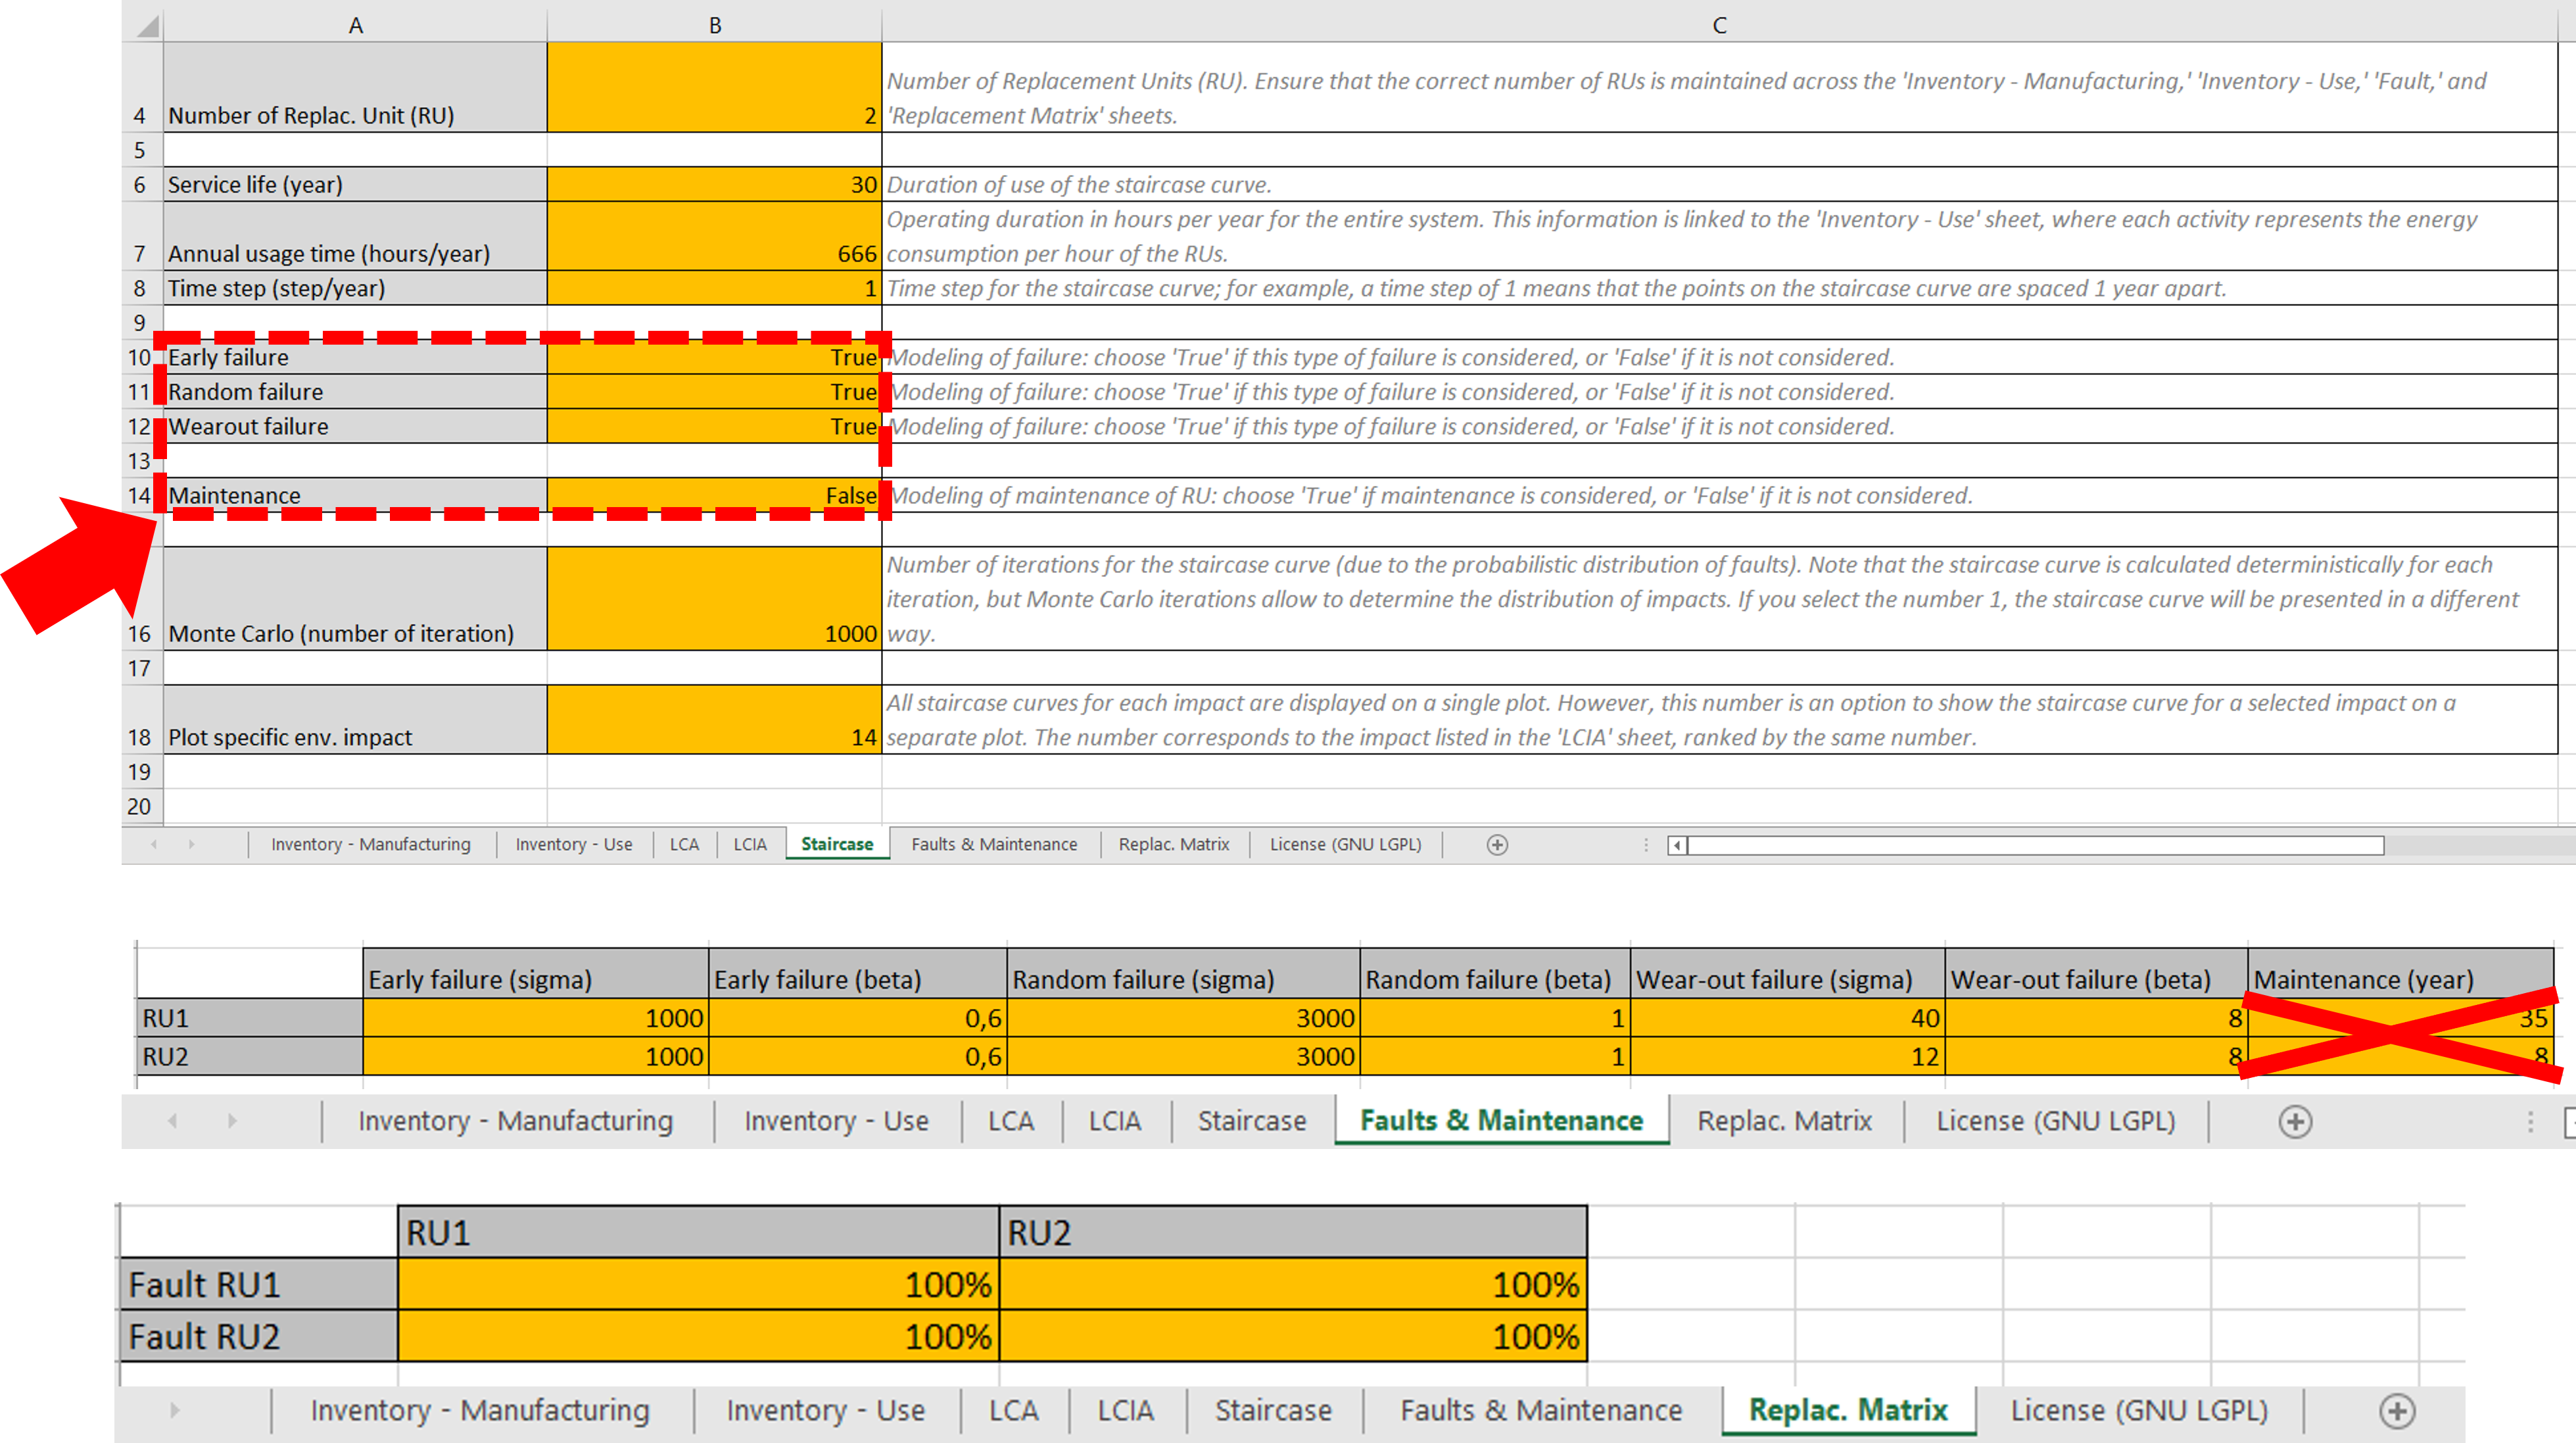 A B C
Number of Replacement Units (RU). Ensure that the correct number of RUs is maintained across the 'Inventory - Manufacturing,' 'Inventory - Use,' 'Fault,' and
4 Number of Replac. Unit (RU) 2 'Replacement Matrix' sheets.
5
6 Service life (year) 30 Duration of use of the staircase curve.
Operating duration in hours per year for the entire system. This information is linked to the 'Inventory - Use' sheet, where each activity represents the energy
7 Annual usage time (hours/year) 666 consumption per hour of the RUs.
8 Time step (step/year) 1 Time step for the staircase curve; for example, a time step of 1 means that the points on the staircase curve are spaced 1 year apart.
9
10 Early failure True Modeling of failure: choose 'True' if this type of failure is considered, or 'False' if it is not considered.
11 Random failure True Modeling of failure: choose 'True' if this type of failure is considered, or 'False' if it is not considered.
12 Wearout failure True Modeling of failure: choose 'True' if this type of failure is considered, or 'False' if it is not considered.
13
14 Maintenance False Modeling of maintenance of RU: choose 'True' if maintenance is considered, or 'False' if it is not considered.
Number of iterations for the staircase curve (due to the probabilistic distribution of faults). Note that the staircase curve is calculated deterministically for each
iteration, but Monte Carlo iterations allow to determine the distribution of impacts. If you select the number 1, the staircase curve will be presented in a different
16 Monte Carlo (number of iteration) 1000 way.
17
All staircase curves for each impact are displayed on a single plot. However, this number is an option to show the staircase curve for a selected impact on a
18 Plot specific env. impact 14 separate plot. The number corresponds to the impact listed in the 'LCIA' sheet, ranked by the same number.
19
20
Inventory - Manufacturing Inventory - Use LCA LCIA Staircase Faults & Maintenance Replac. Matrix License (GNU LGPL)
Early failure (sigma) Early failure (beta) Random failure (sigma) Random failure (beta) Wear-out failure (sigma) Wear-out failure (beta) Maintenance (year)
RU1 1000 0,6 3000 1 40 8 35
RU2 1000 0,6 3000 1 12 8 8
Inventory - Manufacturing Inventory - Use LCA LCIA Staircase Faults & Maintenance Replac. Matrix License (GNU LGPL)
RU1 RU2
Fault RU1 100% 100%
Fault RU2 100% 100%
Inventory - Manufacturing Inventory - Use LCA LCIA Staircase Faults & Maintenance Replac. Matrix License (GNU LGPL)